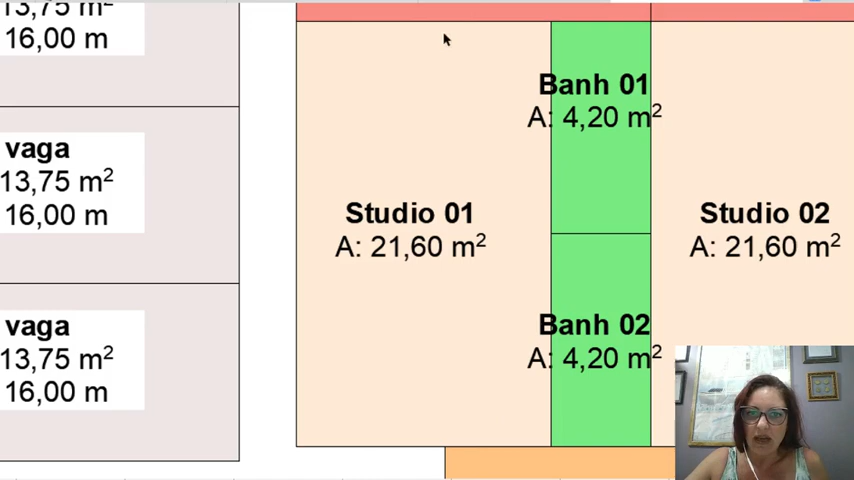 13,75 m²
16,00 m
vaga
13,75 m²
16,00 m
vaga
13,75 m²
16,00 m
Banh 01
A: 4,20 m²
Studio 01
A: 21,60 m²
Studio 02
A: 21,60 m²
Banh 02
A: 4,20 m²